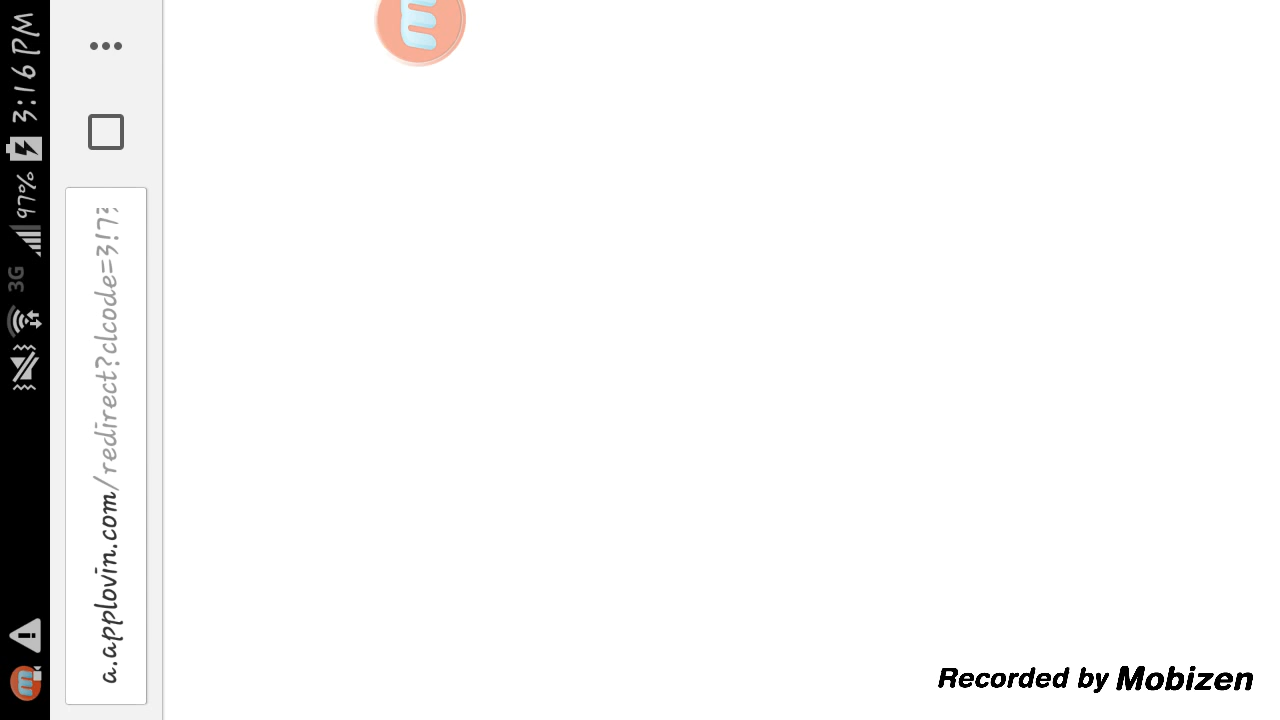 3G 97% 3:16 PM
a.applovin.com/redirect?clcode=3!7
m
Recorded by Mobizen